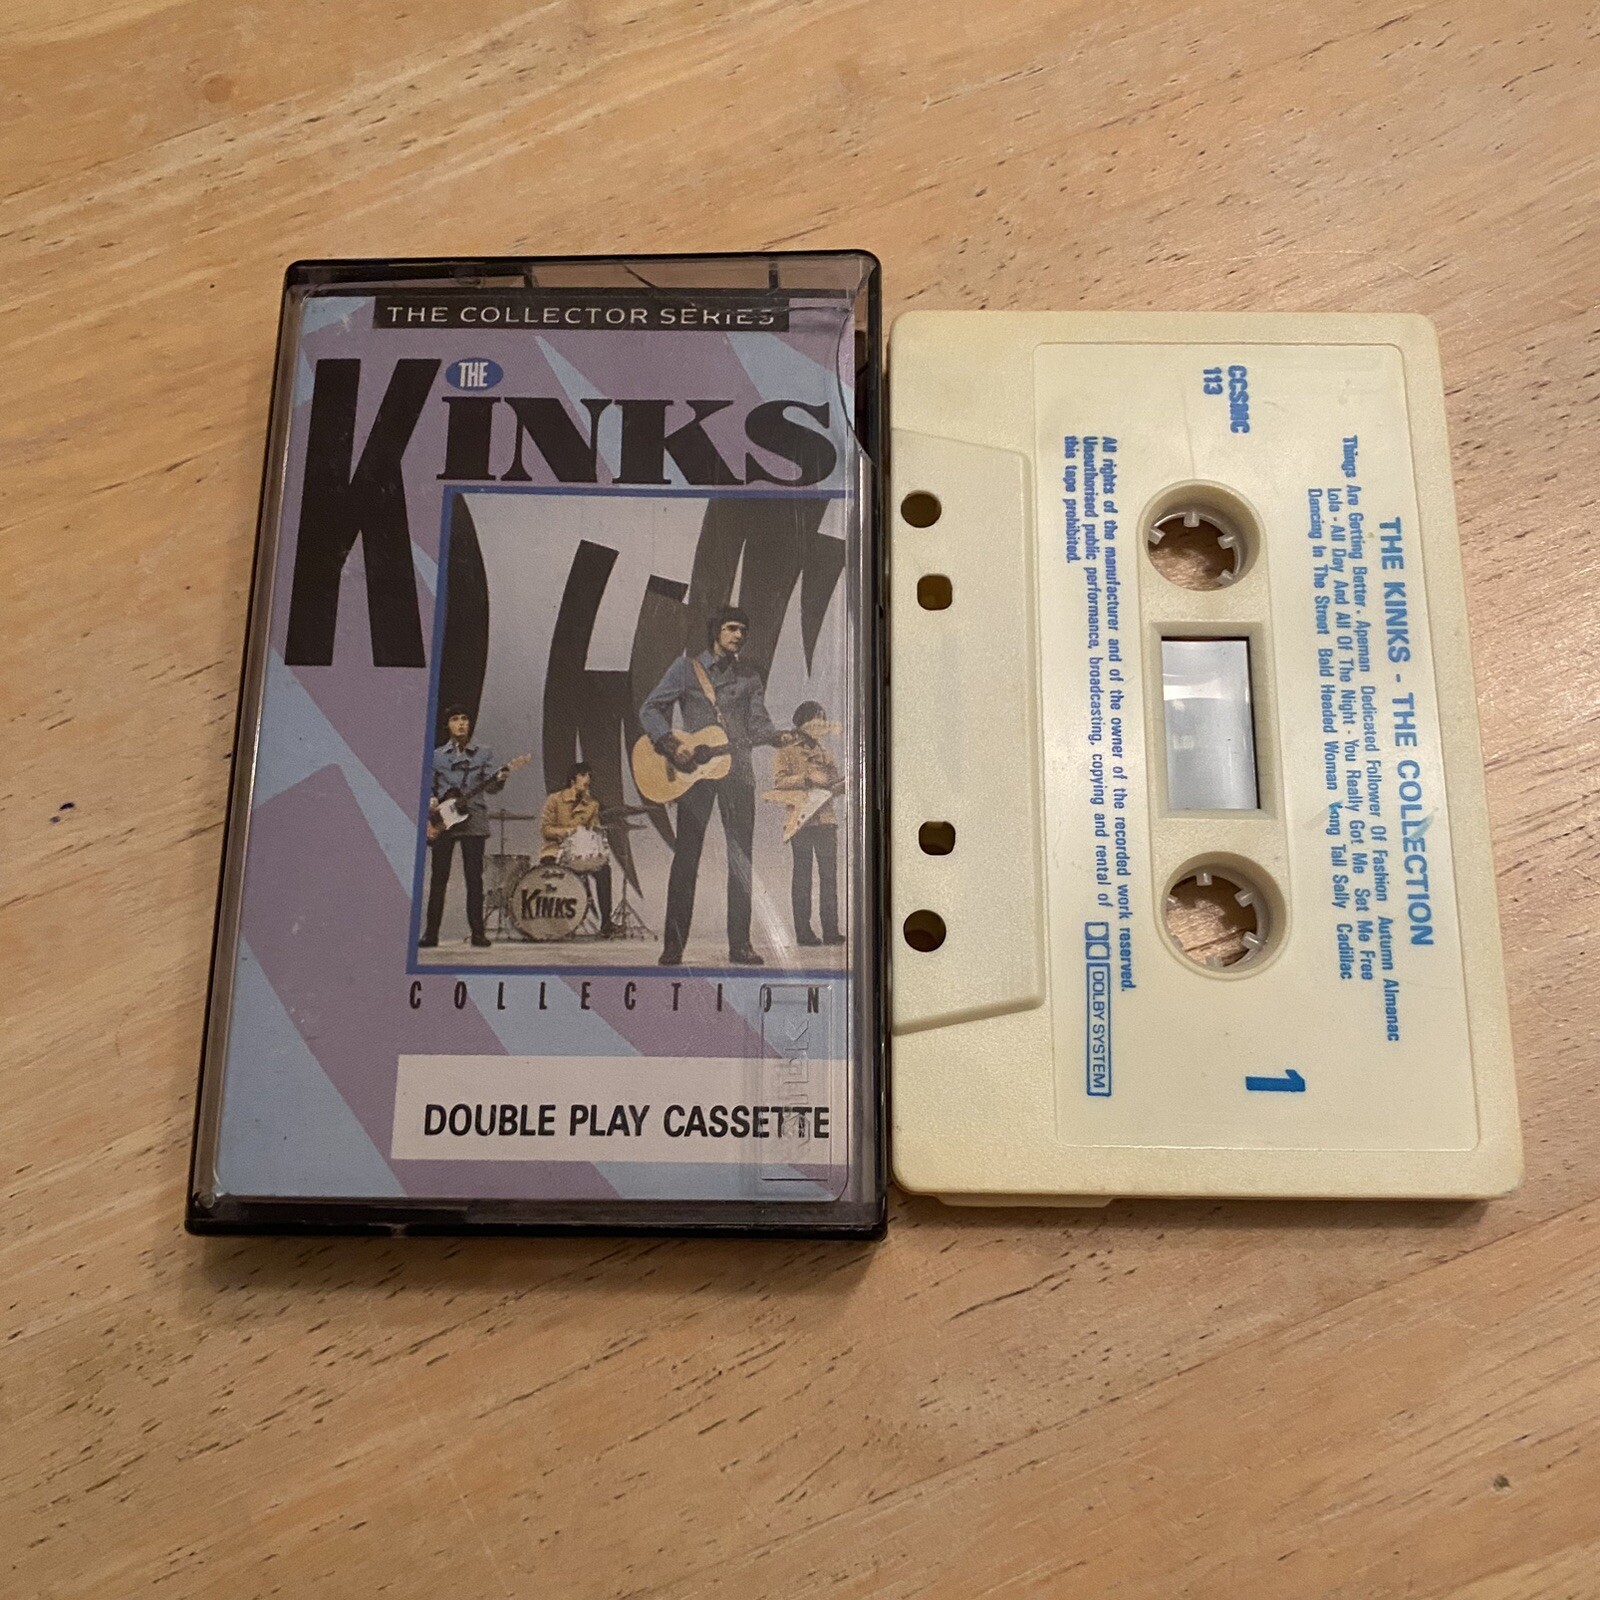 THE COLLECTOR SERIES
THE
KINKS
The
KINKS
COLLECTION
DOUBLE PLAY CASSETTE
THE KINKS - THE COLLECTION
Things Are Getting Better - Apeman Dedicated Follower Of Fashion Autumn Almanac
Lola - All Day And All Of The Night - You Really Got Me Set Me Free
Dancing In The Street Bald Headed Woman Long Tall Sally Cadillac
CCSMC
113
1
All rights of the manufacturer and of the owner of the recorded work reserved.
Unauthorised public performance, broadcasting, copying and rental of
this tape prohibited.
DOLBY SYSTEM